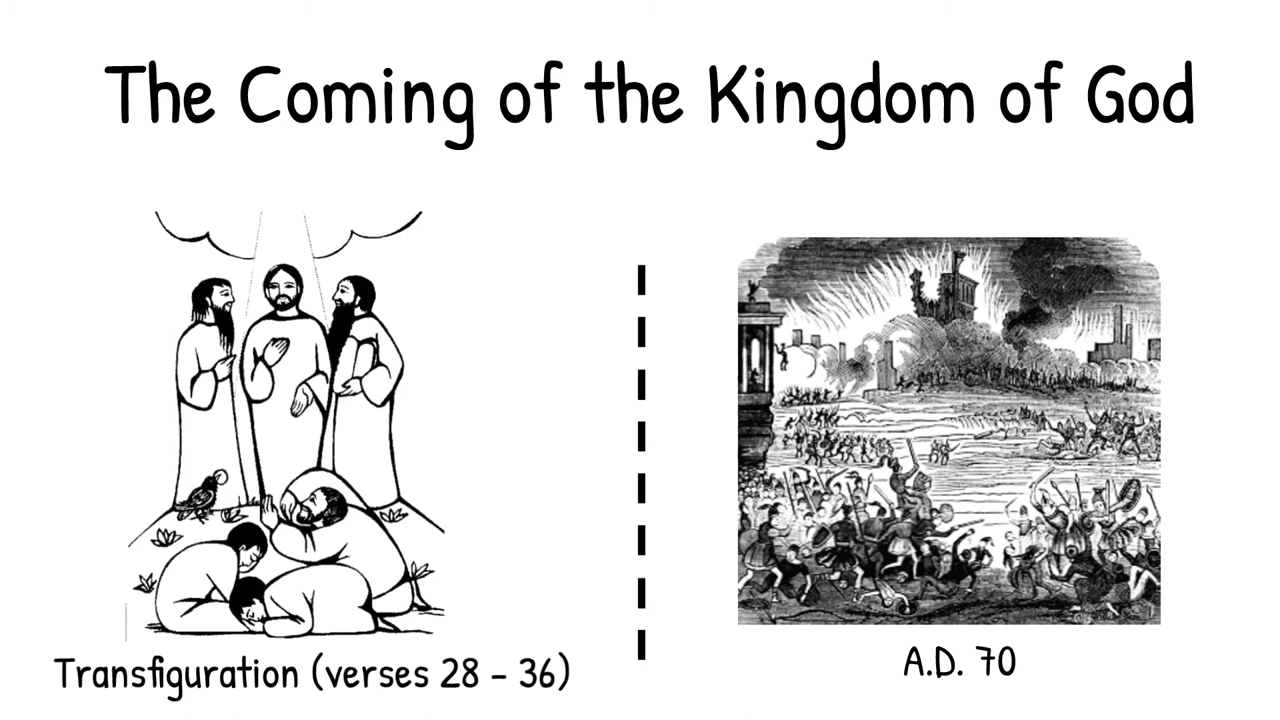 The Coming of the Kingdom of God
Transfiguration (verses 28 - 36)
A.D. 70